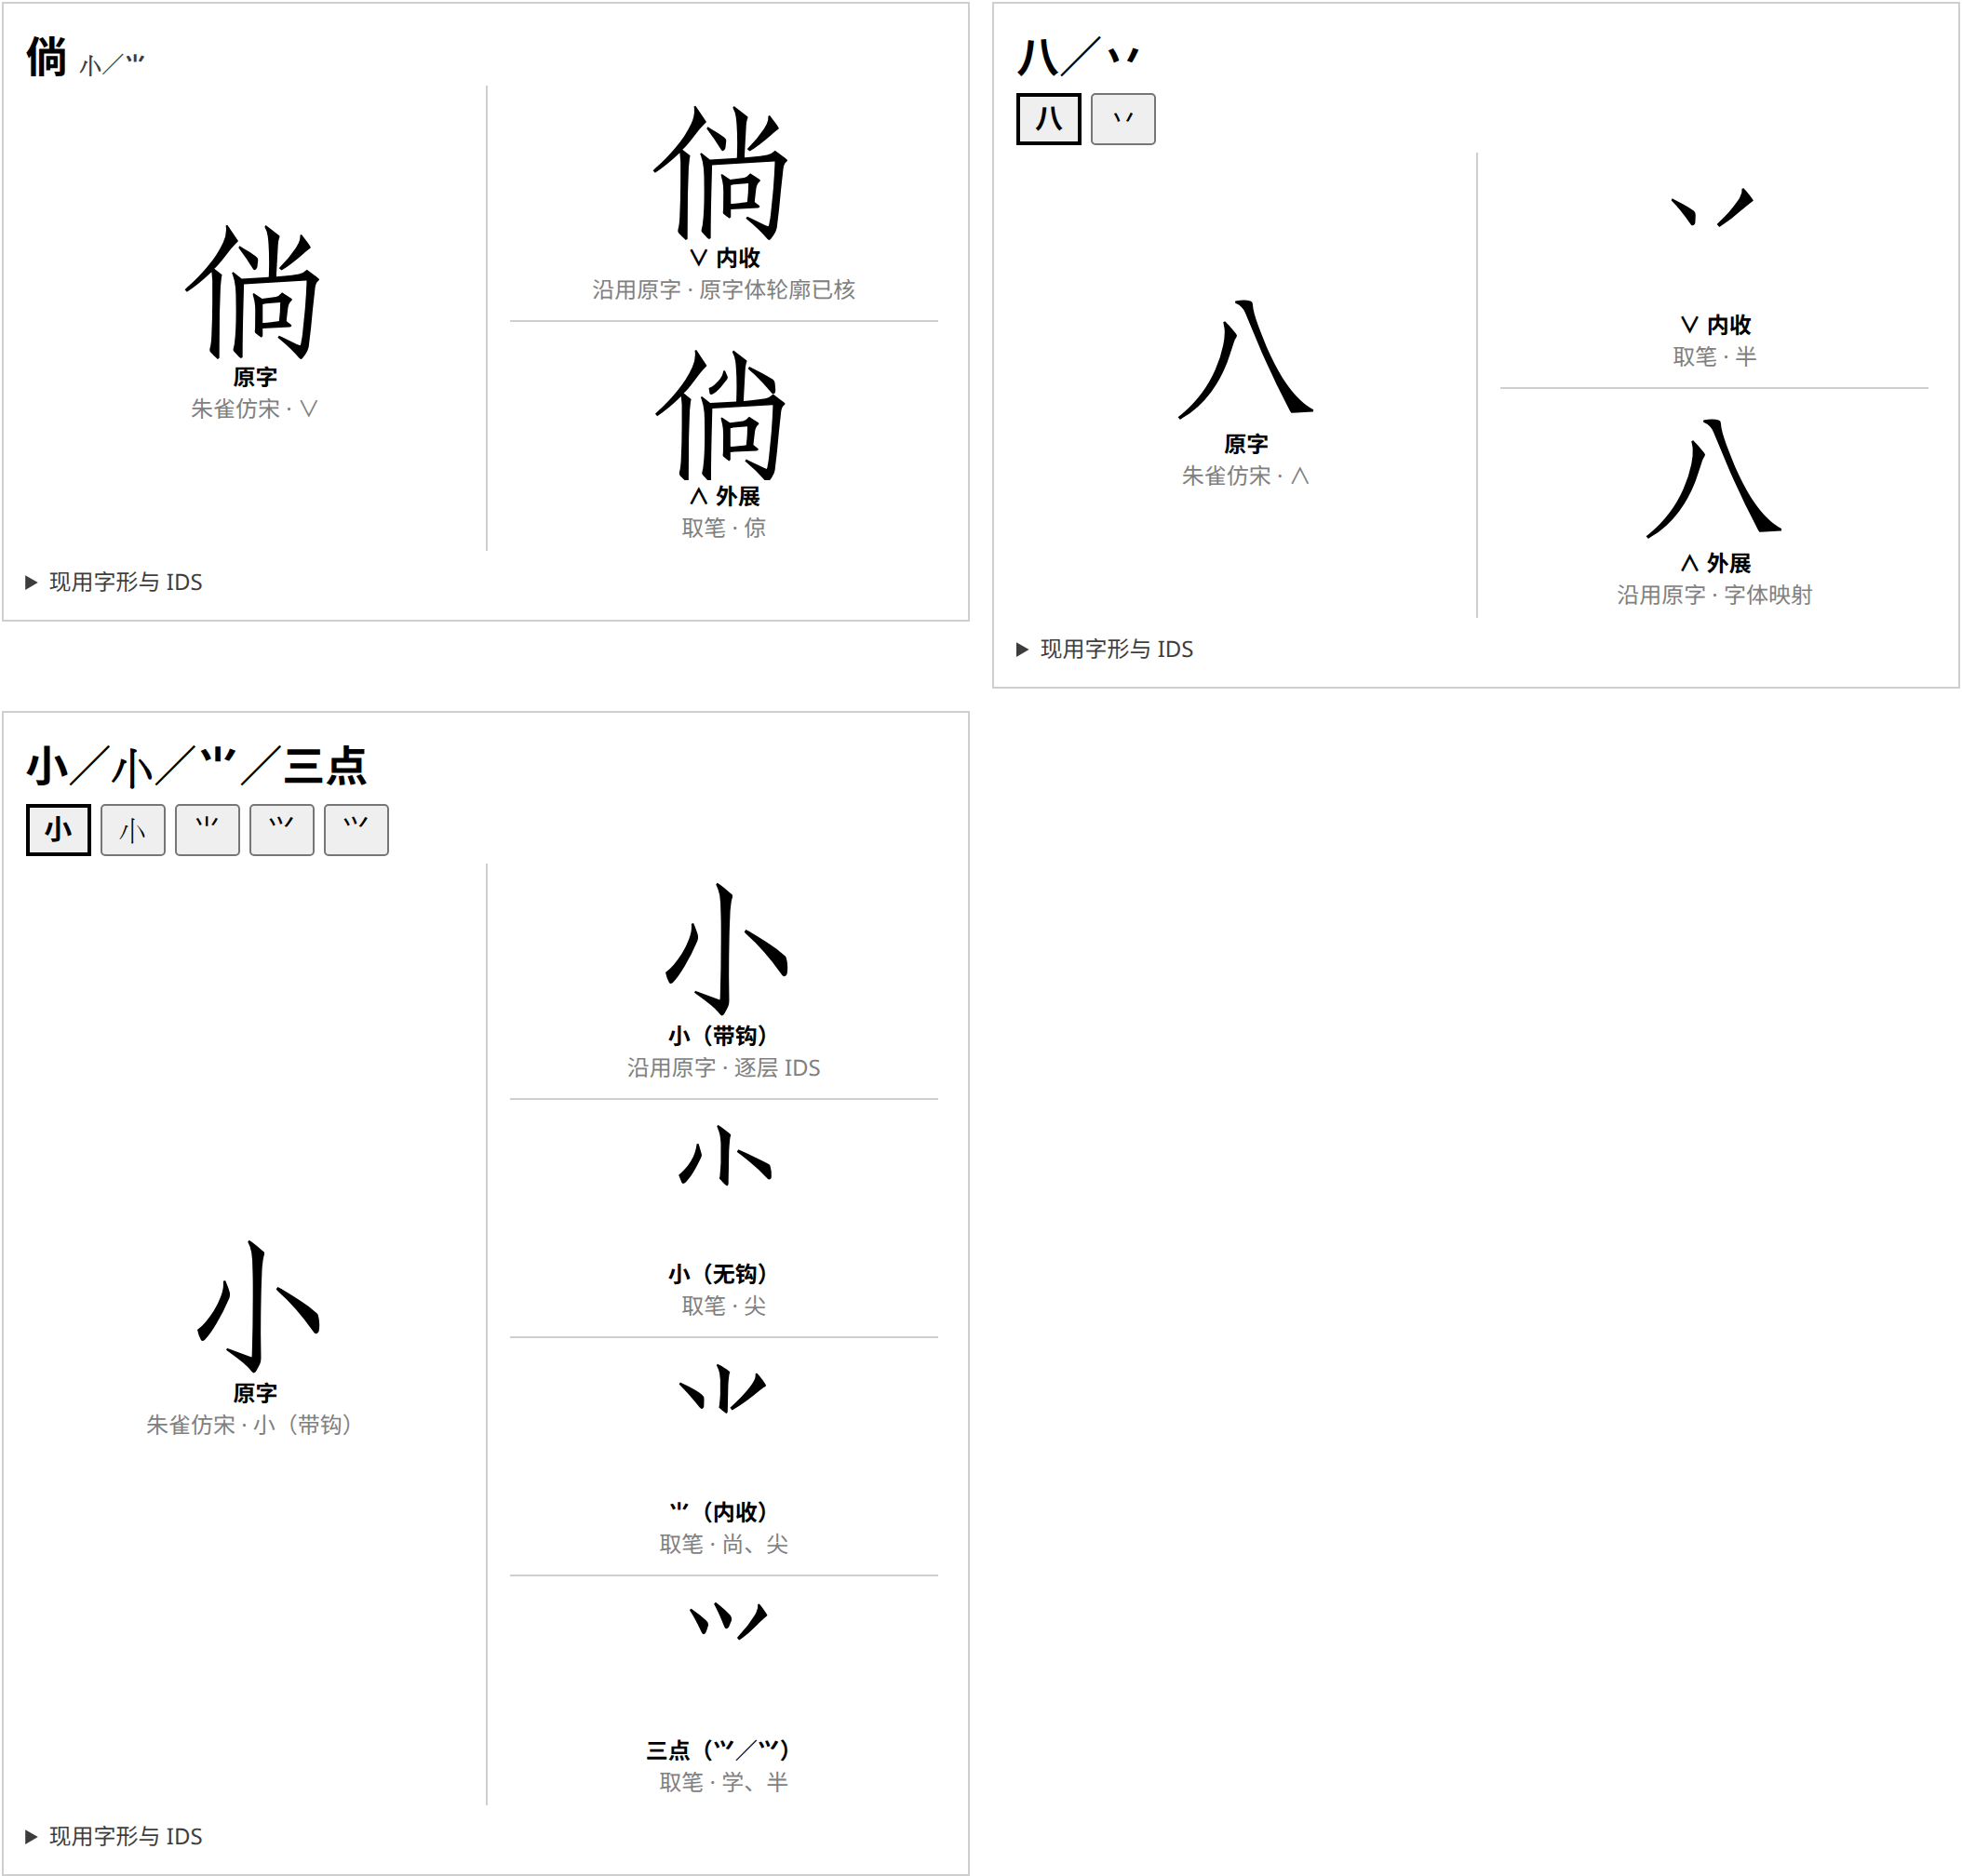 倘 小／⺌
倘
∨ 内收
沿用原字 · 原字体轮廓已核
倘
原字
朱雀仿宋 · ∨
倘
∧ 外展
取笔 · 倞
▶ 现用字形与 IDS
八／丷
八 丷
丷
∨ 内收
取笔 · 半
八
原字
朱雀仿宋 · ∧
八
∧ 外展
沿用原字 · 字体映射
▶ 现用字形与 IDS
小／⺗／⺌／三点
小 ⺗ ⺌ ⺍ ⺍
小
小（带钩）
沿用原字 · 逐层 IDS
小（无钩）
取笔 · 尖
小
原字
朱雀仿宋 · 小（带钩）
⺌
⺌（内收）
取笔 · 尚、尖
⺍
三点（⺍／⺍）
取笔 · 学、半
▶ 现用字形与 IDS